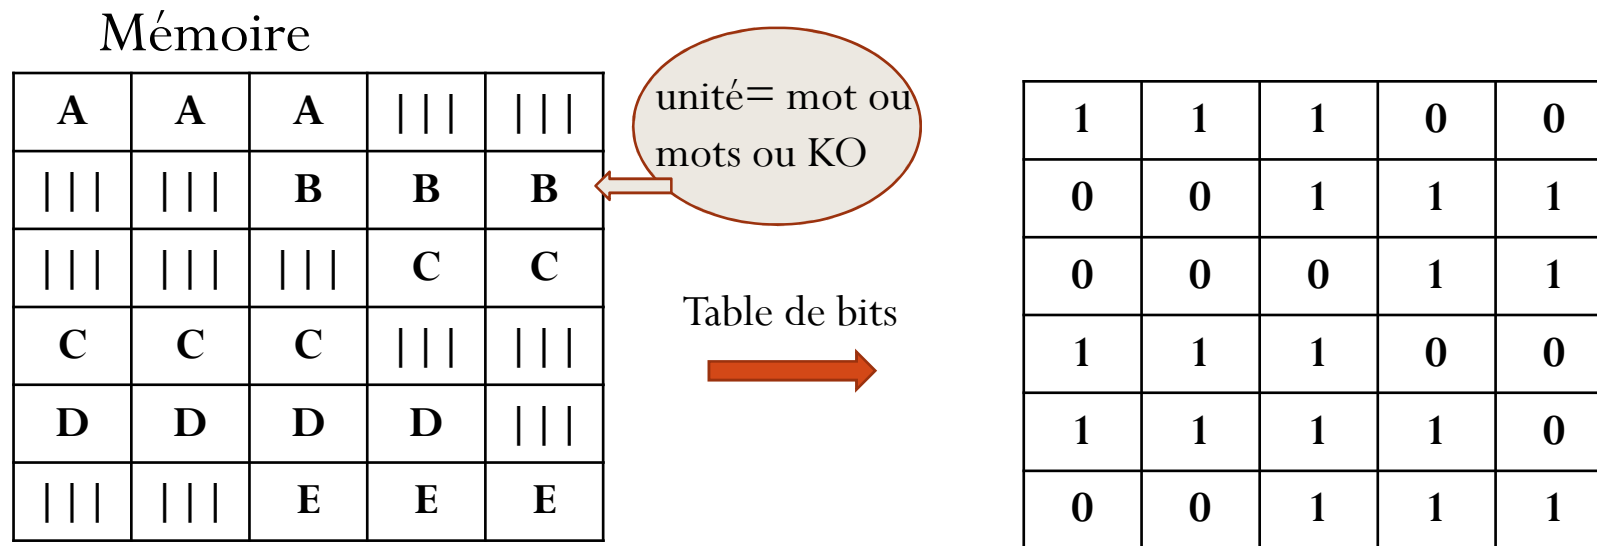 Mémoire
A A A ||| |||
||| ||| B B B
||| ||| ||| C C
C C C ||| |||
D D D D |||
||| ||| E E E
unité= mot ou
mots ou KO
Table de bits
1 1 1 0 0
0 0 1 1 1
0 0 0 1 1
1 1 1 0 0
1 1 1 1 0
0 0 1 1 1